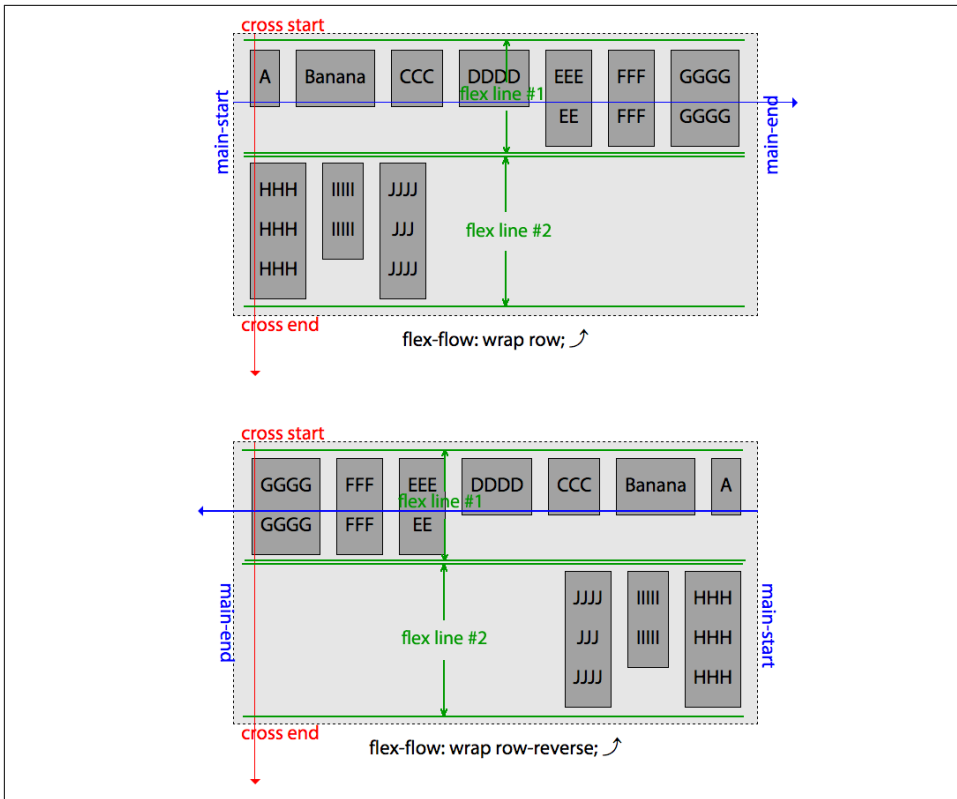 cross start
A Banana CCC DDDD EEE FFF GGGG
flex line #1
EE FFF GGGG
main-start
main-end
HHH IIIII JJJJ
HHH IIIII JJJ
flex line #2
HHH JJJJ
cross end
flex-flow: wrap row;
cross start
GGGG FFF EEE DDDD CCC Banana A
flex line #1
GGGG FFF EE
JJJJ IIIII HHH
main-end
main-start
JJJ IIIII HHH
flex line #2
JJJJ HHH
cross end
flex-flow: wrap row-reverse;